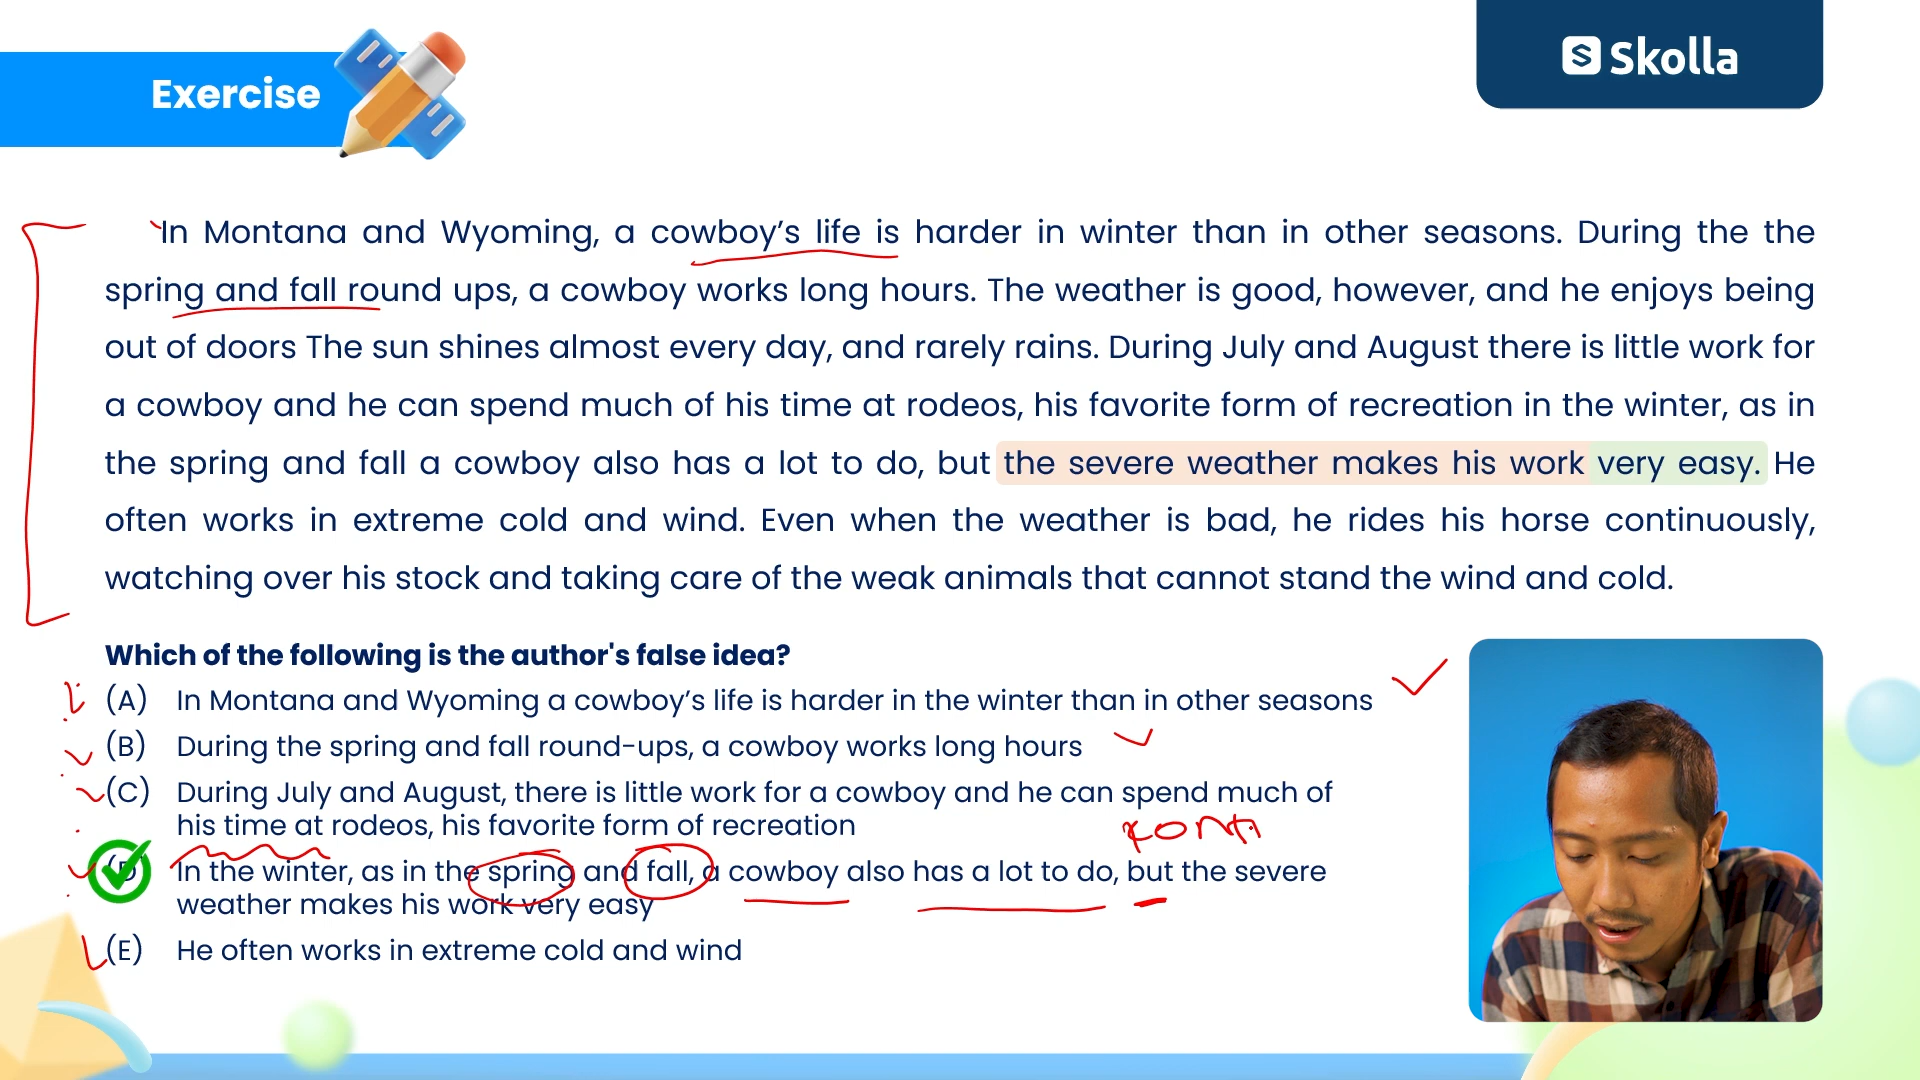 Exercise
Skolla
In Montana and Wyoming, a cowboy’s life is harder in winter than in other seasons. During the the
spring and fall round ups, a cowboy works long hours. The weather is good, however, and he enjoys being
out of doors The sun shines almost every day, and rarely rains. During July and August there is little work for
a cowboy and he can spend much of his time at rodeos, his favorite form of recreation in the winter, as in
the spring and fall a cowboy also has a lot to do, but the severe weather makes his work very easy. He
often works in extreme cold and wind. Even when the weather is bad, he rides his horse continuously,
watching over his stock and taking care of the weak animals that cannot stand the wind and cold.
Which of the following is the author's false idea?
(A) In Montana and Wyoming a cowboy’s life is harder in the winter than in other seasons
(B) During the spring and fall round-ups, a cowboy works long hours
(C) During July and August, there is little work for a cowboy and he can spend much of
his time at rodeos, his favorite form of recreation
(D) In the winter, as in the spring and fall, a cowboy also has a lot to do, but the severe
weather makes his work very easy
(E) He often works in extreme cold and wind